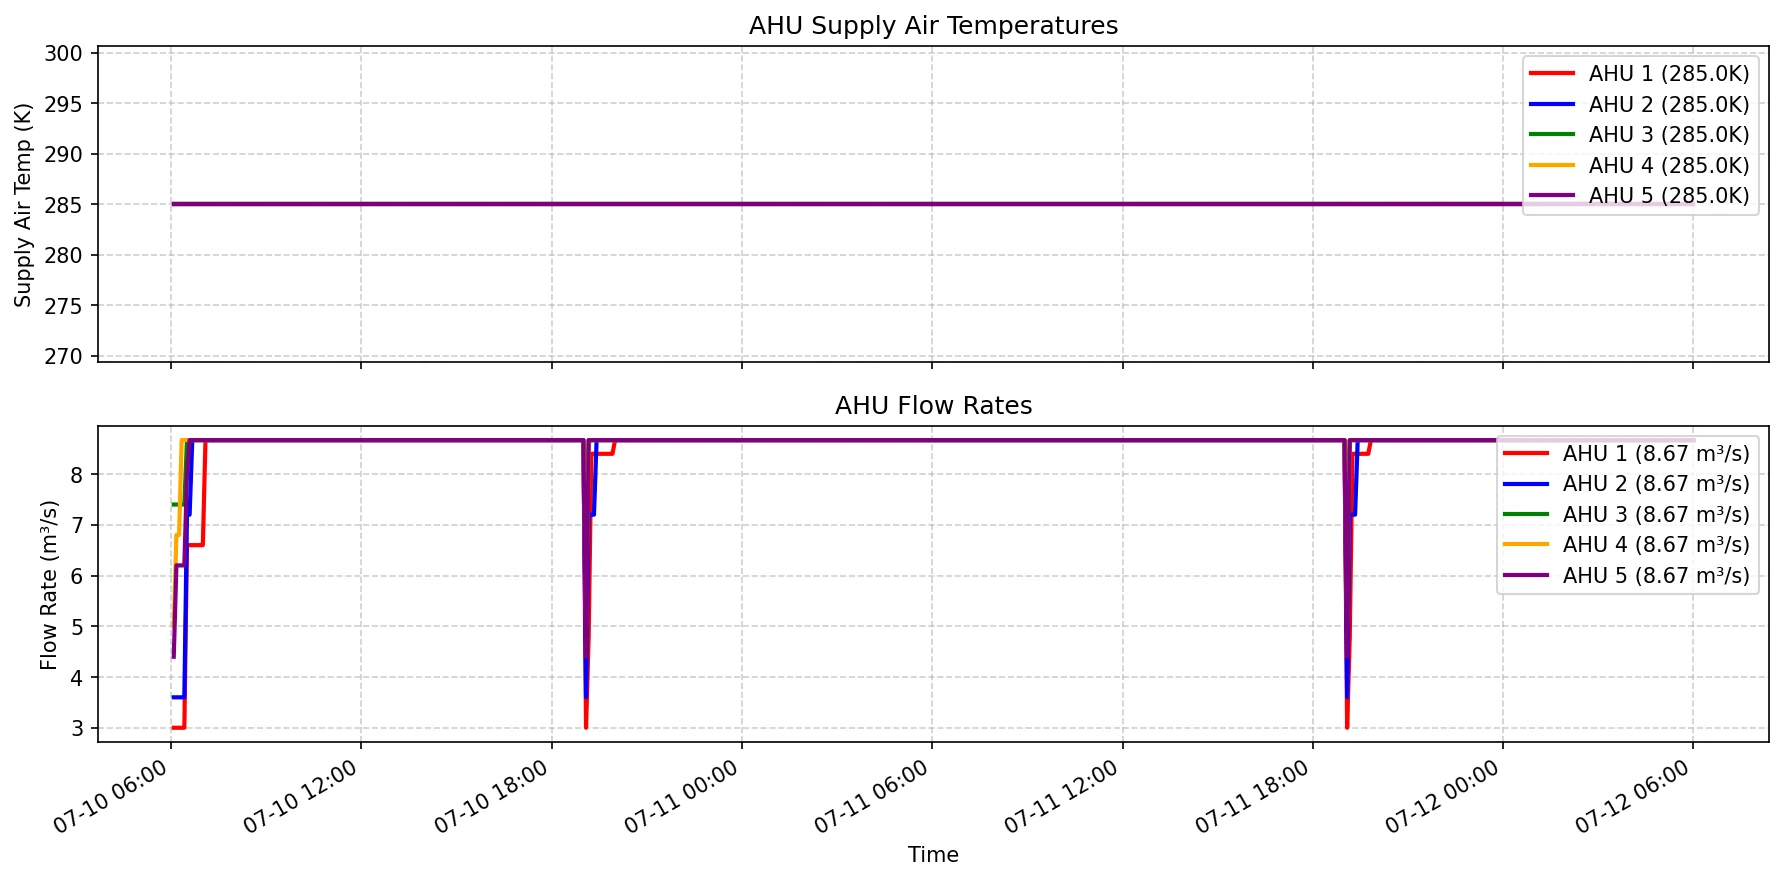 AHU Supply Air Temperatures
Supply Air Temp (K)
300
295
290
285
280
275
270
AHU 1 (285.0K)
AHU 2 (285.0K)
AHU 3 (285.0K)
AHU 4 (285.0K)
AHU 5 (285.0K)
AHU Flow Rates
Flow Rate (m³/s)
8
7
6
5
4
3
AHU 1 (8.67 m³/s)
AHU 2 (8.67 m³/s)
AHU 3 (8.67 m³/s)
AHU 4 (8.67 m³/s)
AHU 5 (8.67 m³/s)
07-10 06:00
07-10 12:00
07-10 18:00
07-11 00:00
07-11 06:00
07-11 12:00
07-11 18:00
07-12 00:00
07-12 06:00
Time